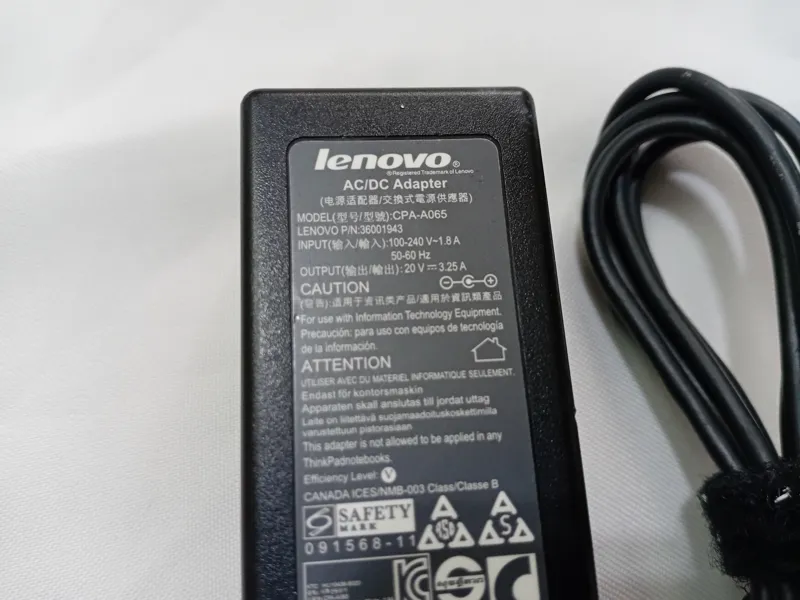 lenovo®
® Registered Trademark of Lenovo
AC/DC Adapter
(电源适配器/交換式電源供應器)
MODEL(型号/型號):CPA-A065
LENOVO P/N:36001943
INPUT(输入/輸入):100-240 V~1.8 A
50-60 Hz
OUTPUT(输出/輸出):20 V⎓3.25 A
CAUTION
(警告):适用于资讯类产品/適用於資訊類產品
For use with Information Technology Equipment.
Precaución: para uso con equipos de tecnología
de la información.
ATTENTION
UTILISER AVEC DU MATERIEL INFORMATIQUE SEULEMENT.
Endast för kontorsmaskin
Apparaten skall anslutas till jordat uttag
Laite on liitettävä suojamaadoituskoskettimilla
varustettuun pistorasiaan
This adapter is not allowed to be applied in any
ThinkPadnotebooks.
Efficiency Level: V
CANADA ICES/NMB-003 Class/Classe B
S SAFETY
MARK
091568-11